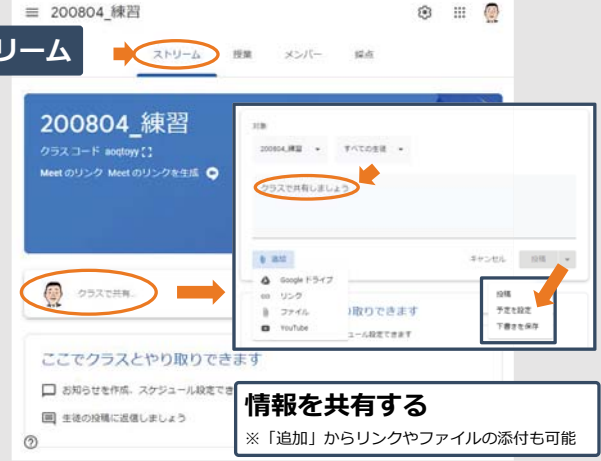 200804_練習
リーム
ストリーム
授業
メンバー
採点
200804_練習
クラスコード aoqtoyy
Meet のリンク Meet のリンクを生成
対象
200804_練習
すべての生徒
クラスで共有しましょう
追加
キャンセル
投稿
Google ドライブ
リンク
ファイル
YouTube
投稿
予定を設定
下書きを保存
クラスで共有...
取りできます
ール設定できます
ここでクラスとやり取りできます
お知らせを作成、スケジュール設定でき
生徒の投稿に返信しましょう
情報を共有する
※「追加」からリンクやファイルの添付も可能